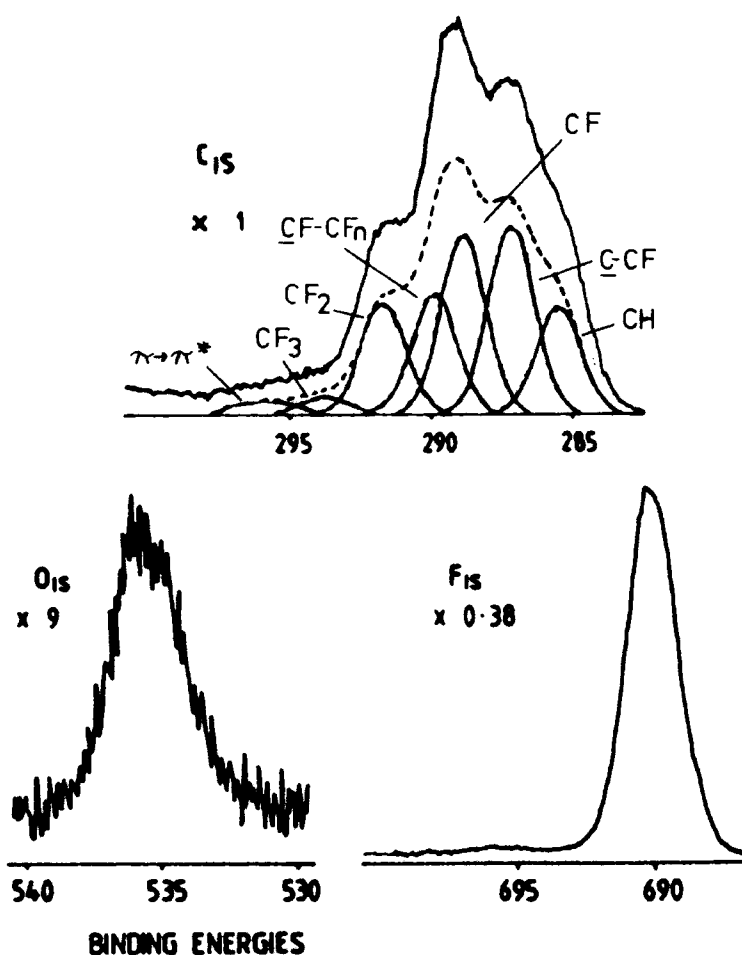 C1s
x 1
CF
CF-CFn
C-CF
CF2
CH
CF3
π→π*
295 290 285
O1s
x 9
F1s
x 0·38
540 535 530
695 690
BINDING ENERGIES